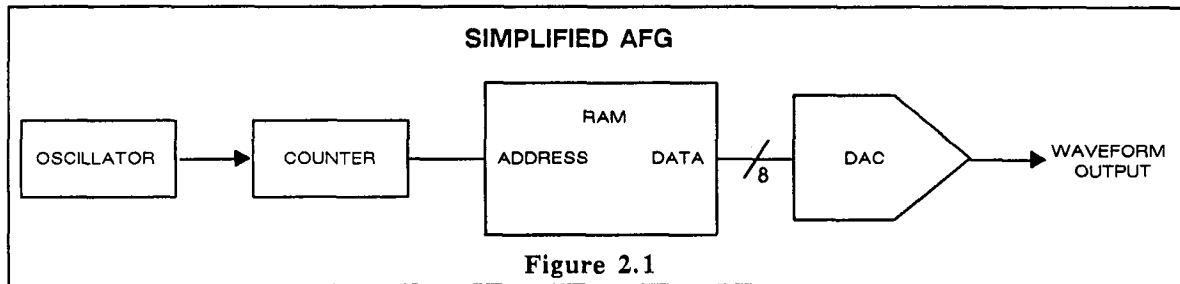 SIMPLIFIED AFG
OSCILLATOR
COUNTER
RAM
ADDRESS DATA
8
DAC
WAVEFORM
OUTPUT
Figure 2.1